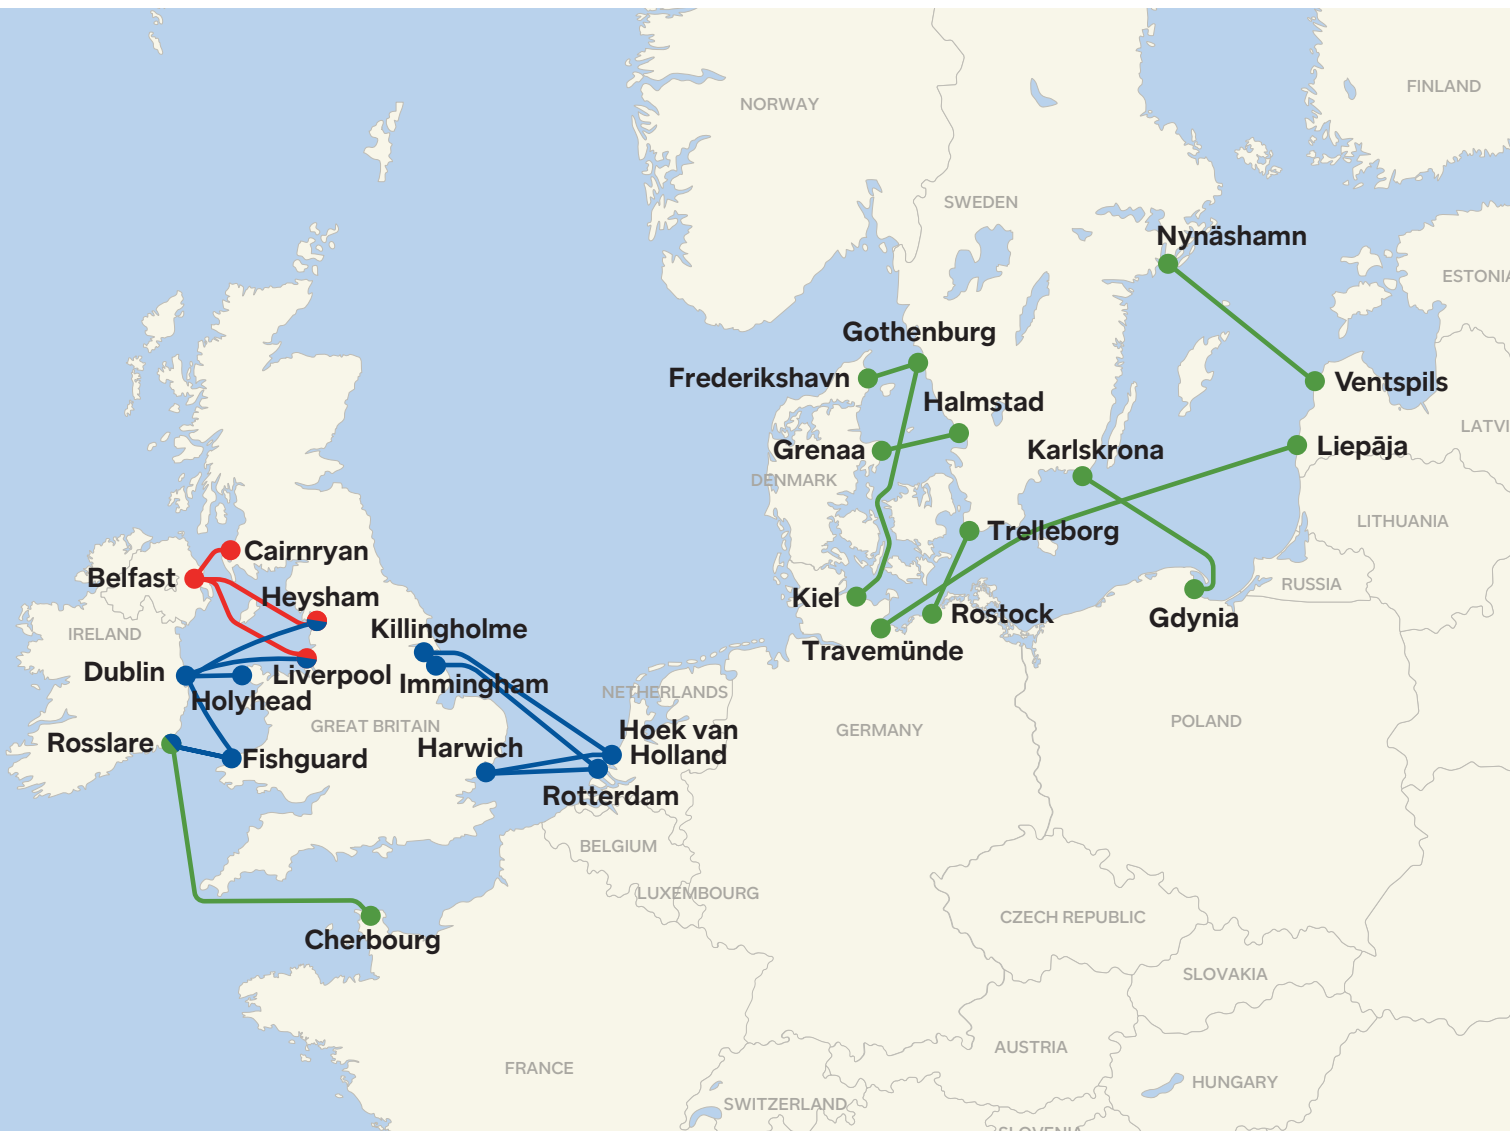 FINLAND
NORWAY
SWEDEN
Nynäshamn
ESTONIA
Gothenburg
Frederikshavn
Ventspils
Halmstad
LATVI
Grenaa
Karlskrona
Liepāja
DENMARK
LITHUANIA
Trelleborg
Cairnryan
Belfast
RUSSIA
Heysham
Kiel
Rostock
Gdynia
IRELAND
Killingholme
Travemünde
Dublin
Liverpool
Immingham
NETHERLANDS
Holyhead
GREAT BRITAIN
Hoek van
Holland
GERMANY
POLAND
Rosslare
Fishguard
Harwich
Rotterdam
BELGIUM
LUXEMBOURG
CZECH REPUBLIC
Cherbourg
SLOVAKIA
AUSTRIA
FRANCE
HUNGARY
SWITZERLAND
SLOVENIA